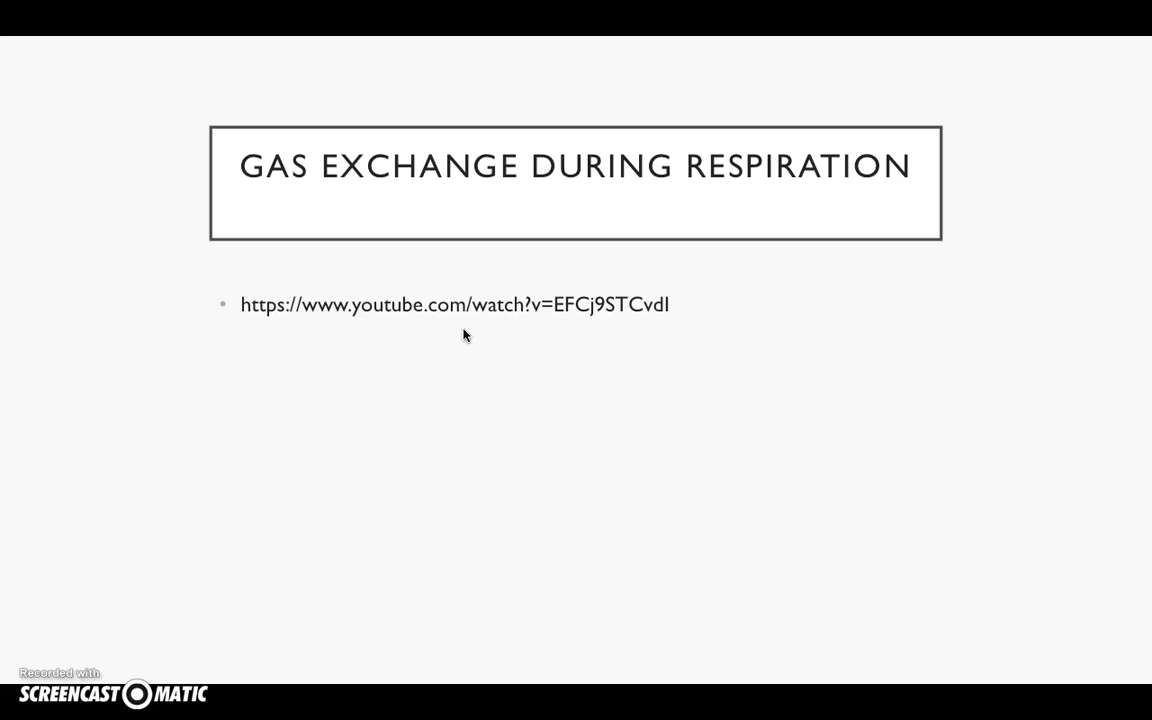 GAS EXCHANGE DURING RESPIRATION
• https://www.youtube.com/watch?v=EFCj9STCvdI
Recorded with
SCREENCAST MATIC